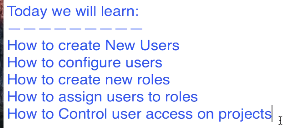 Today we will learn:
— — — — — — — — —
How to create New Users
How to configure users
How to create new roles
How to assign users to roles
How to Control user access on projects